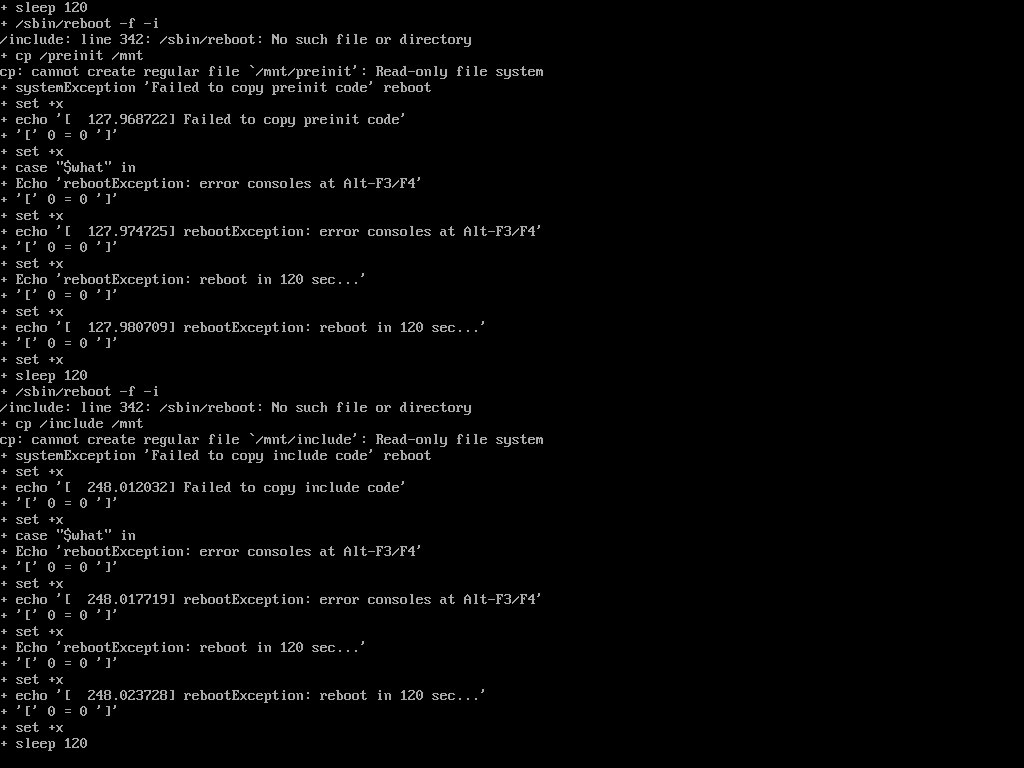 + sleep 120
+ /sbin/reboot -f -i
/include: line 342: /sbin/reboot: No such file or directory
+ cp /preinit /mnt
cp: cannot create regular file `/mnt/preinit': Read-only file system
+ systemException 'Failed to copy preinit code' reboot
+ set +x
+ echo '[  127.968722] Failed to copy preinit code'
+ '[' 0 = 0 ']'
+ set +x
+ case "$what" in
+ Echo 'rebootException: error consoles at Alt-F3/F4'
+ '[' 0 = 0 ']'
+ set +x
+ echo '[  127.974725] rebootException: error consoles at Alt-F3/F4'
+ '[' 0 = 0 ']'
+ set +x
+ Echo 'rebootException: reboot in 120 sec...'
+ '[' 0 = 0 ']'
+ set +x
+ echo '[  127.980709] rebootException: reboot in 120 sec...'
+ '[' 0 = 0 ']'
+ set +x
+ sleep 120
+ /sbin/reboot -f -i
/include: line 342: /sbin/reboot: No such file or directory
+ cp /include /mnt
cp: cannot create regular file `/mnt/include': Read-only file system
+ systemException 'Failed to copy include code' reboot
+ set +x
+ echo '[  248.012032] Failed to copy include code'
+ '[' 0 = 0 ']'
+ set +x
+ case "$what" in
+ Echo 'rebootException: error consoles at Alt-F3/F4'
+ '[' 0 = 0 ']'
+ set +x
+ echo '[  248.017719] rebootException: error consoles at Alt-F3/F4'
+ '[' 0 = 0 ']'
+ set +x
+ Echo 'rebootException: reboot in 120 sec...'
+ '[' 0 = 0 ']'
+ set +x
+ echo '[  248.023728] rebootException: reboot in 120 sec...'
+ '[' 0 = 0 ']'
+ set +x
+ sleep 120